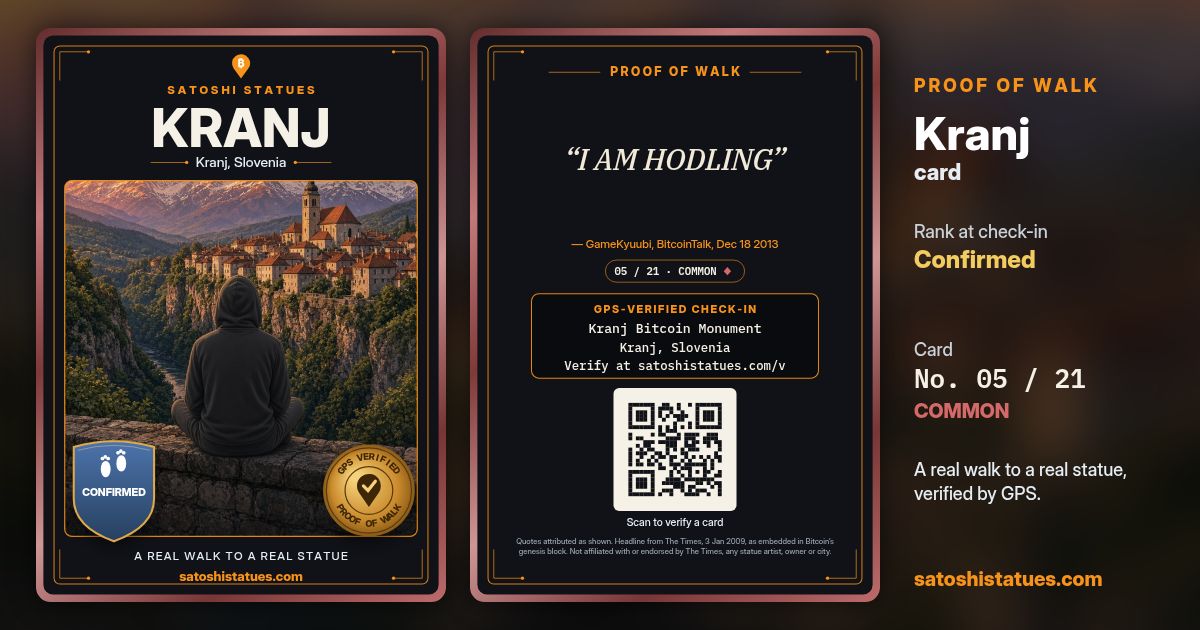 SATOSHI STATUES
KRANJ
Kranj, Slovenia
CONFIRMED
GPS VERIFIED
PROOF OF WALK
A REAL WALK TO A REAL STATUE
satoshistatues.com
PROOF OF WALK
“I AM HODLING”
— GameKyuubi, BitcoinTalk, Dec 18 2013
05 / 21 · COMMON ♦
GPS-VERIFIED CHECK-IN
Kranj Bitcoin Monument
Kranj, Slovenia
Verify at satoshistatues.com/v
Scan to verify a card
Quotes attributed as shown. Headline from The Times, 3 Jan 2009, as embedded in Bitcoin's
genesis block. Not affiliated with or endorsed by The Times, any statue artist, owner or city.
PROOF OF WALK
Kranj
card
Rank at check-in
Confirmed
Card
No. 05 / 21
COMMON
A real walk to a real statue,
verified by GPS.
satoshistatues.com